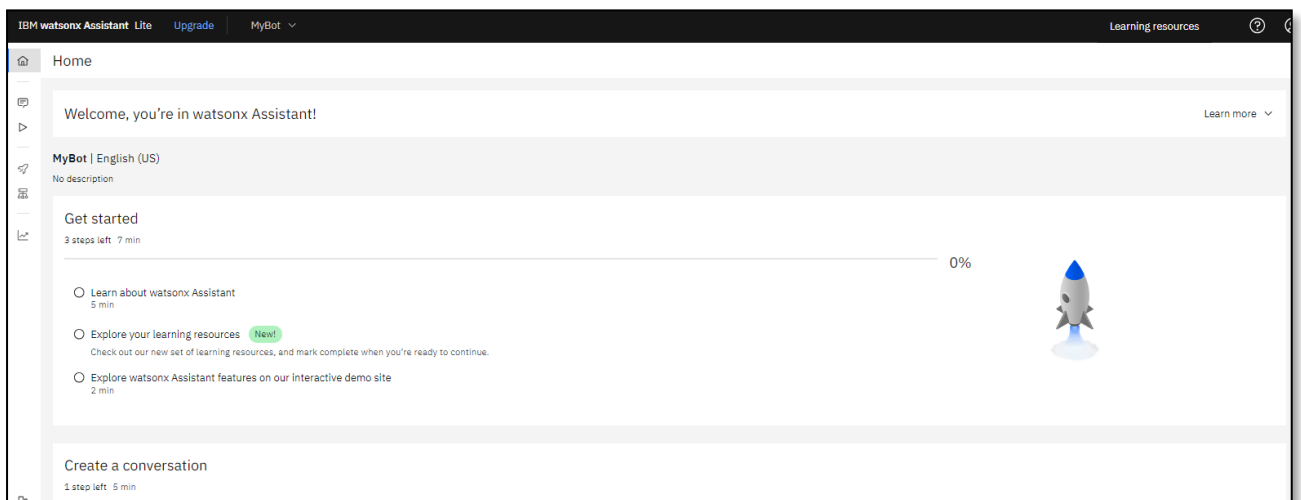 IBM watsonx Assistant Lite Upgrade MyBot Learning resources
Home
Welcome, you're in watsonx Assistant! Learn more
MyBot | English (US)
No description
Get started
3 steps left 7 min
0%
Learn about watsonx Assistant
5 min
Explore your learning resources New!
Check out our new set of learning resources, and mark complete when you're ready to continue.
Explore watsonx Assistant features on our interactive demo site
2 min
Create a conversation
1 step left 5 min